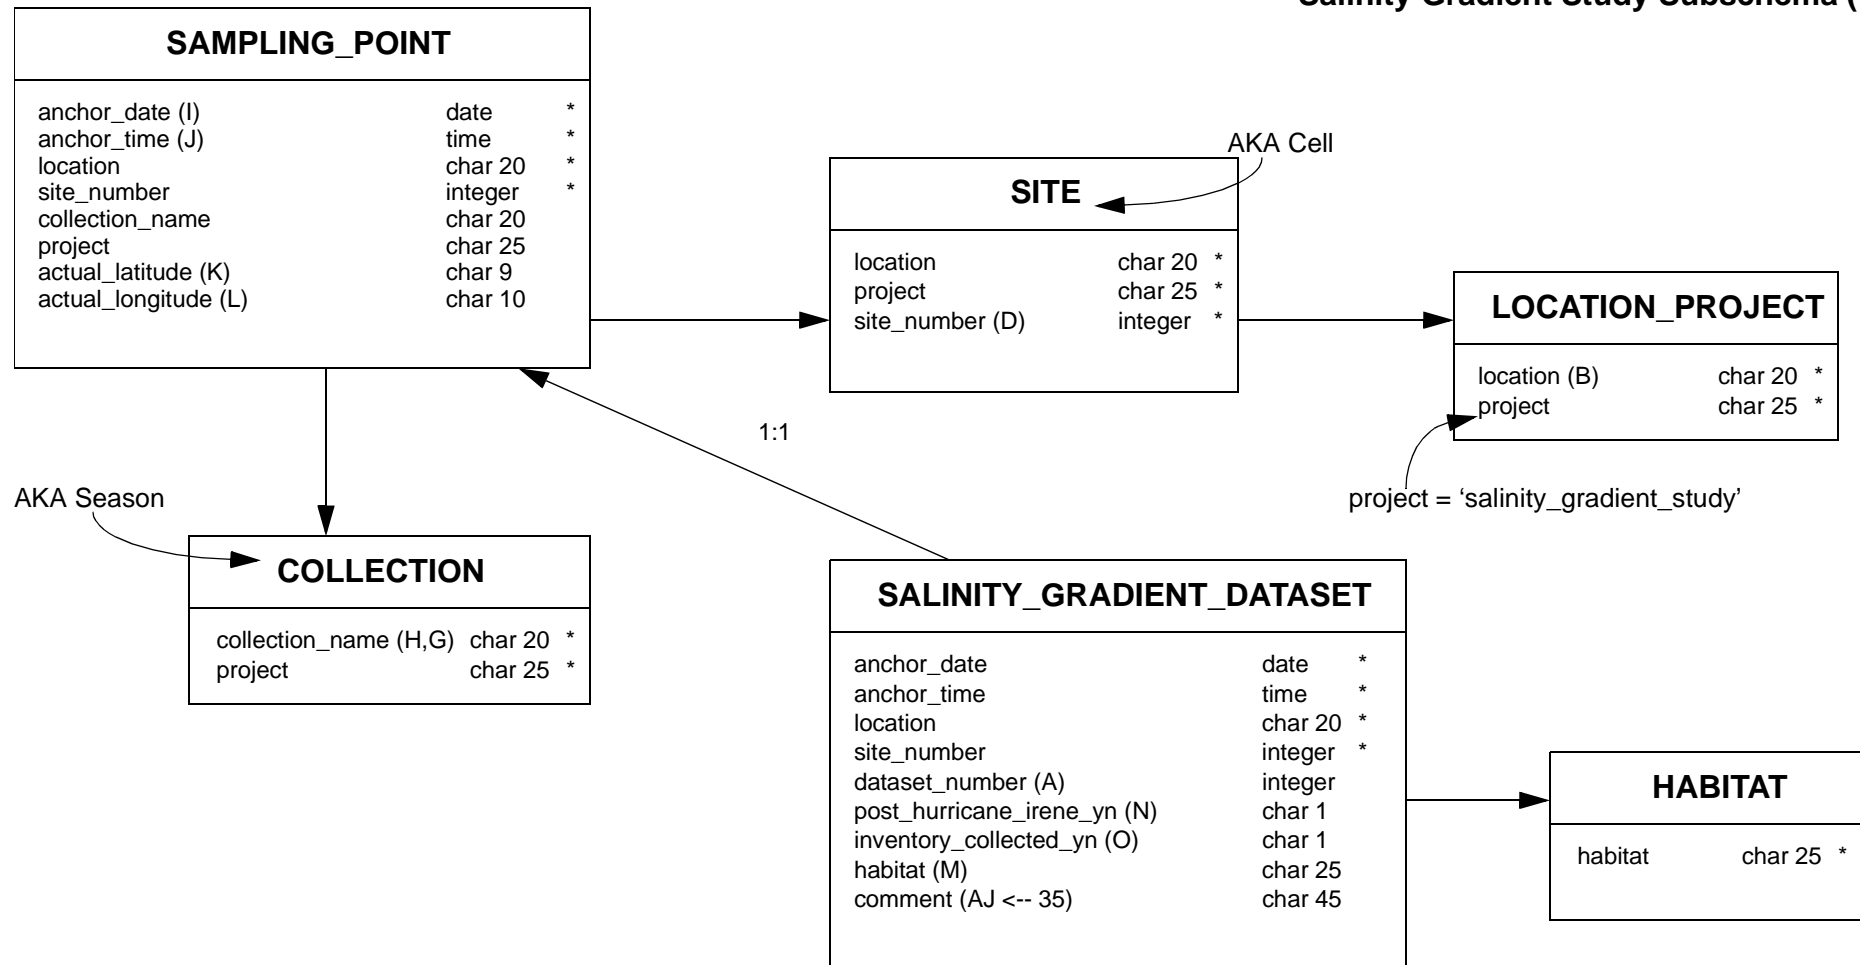 Salinity Gradient Study Subschema (
SAMPLING_POINT
anchor_date (I) date *
anchor_time (J) time *
location char 20 *
site_number integer *
collection_name char 20
project char 25
actual_latitude (K) char 9
actual_longitude (L) char 10
AKA Cell
SITE
location char 20 *
project char 25 *
site_number (D) integer *
LOCATION_PROJECT
location (B) char 20 *
project char 25 *
project = ‘salinity_gradient_study’
1:1
AKA Season
COLLECTION
collection_name (H,G) char 20 *
project char 25 *
SALINITY_GRADIENT_DATASET
anchor_date date *
anchor_time time *
location char 20 *
site_number integer *
dataset_number (A) integer
post_hurricane_irene_yn (N) char 1
inventory_collected_yn (O) char 1
habitat (M) char 25
comment (AJ <-- 35) char 45
HABITAT
habitat char 25 *